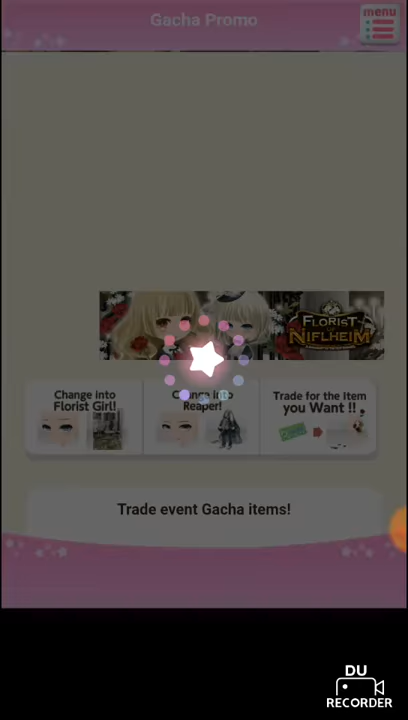 Gacha Promo
menu
FLORIST
NIFLHEIM
Change into
Florist Girl!
Change into
Reaper!
Trade for the Item
you Want !!
Trade event Gacha items!
DU
RECORDER